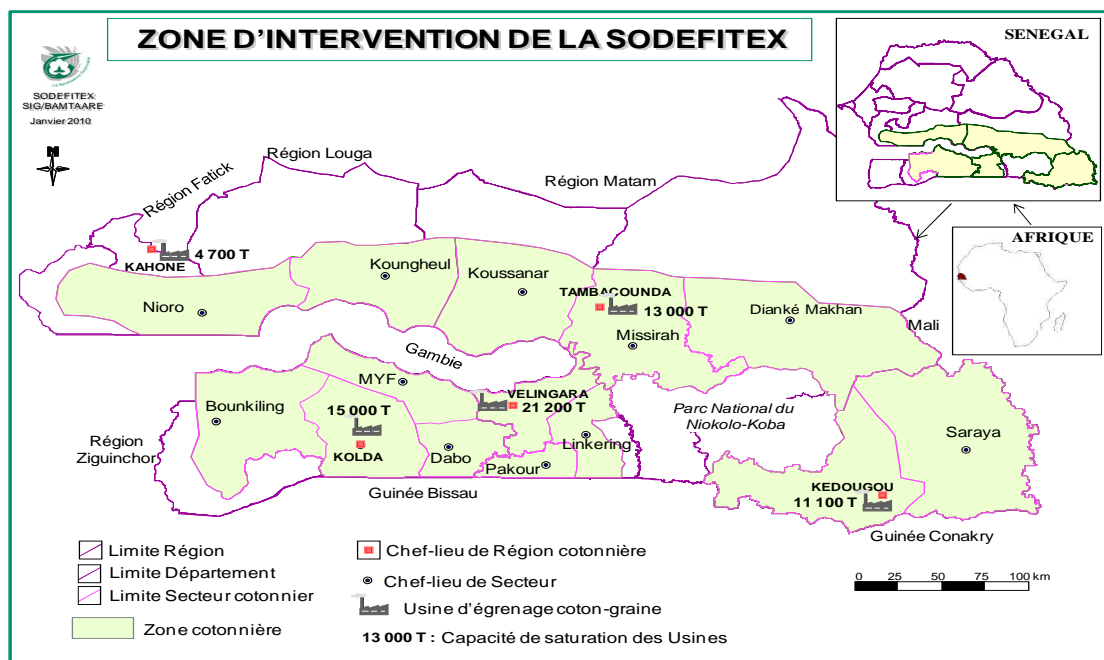 ZONE D'INTERVENTION DE LA SODEFITEX
SENEGAL
SODEFITEX
SIG/BAMTAARE
Janvier 2010
N
Région Louga
Région Fatick
Région Matam
4 700 T
KAHONE
AFRIQUE
Koungheul
Koussanar
TAMBACOUNDA
13 000 T
Nioro
Dianké Makhan
Mali
Missirah
Gambie
MYF
VELINGARA
21 200 T
Bounkiling
15 000 T
Parc National du
Niokolo-Koba
Région
Ziguinchor
KOLDA
Dabo
Linkering
Saraya
Pakour
KEDOUGOU
11 100 T
Guinée Bissau
Guinée Conakry
Limite Région
Limite Département
Limite Secteur cotonnier
Zone cotonnière
Chef-lieu de Région cotonnière
Chef-lieu de Secteur
Usine d'égrenage coton-graine
13 000 T : Capacité de saturation des Usines
0 25 50 75 100 km